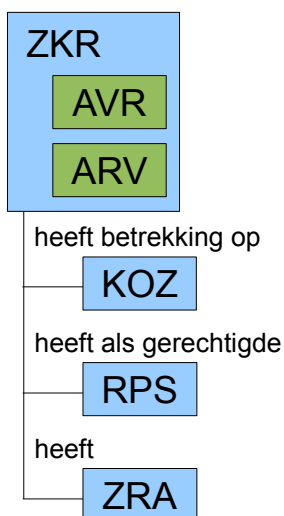 ZKR
AVR
ARV
heeft betrekking op
KOZ
heeft als gerechtigde
RPS
heeft
ZRA